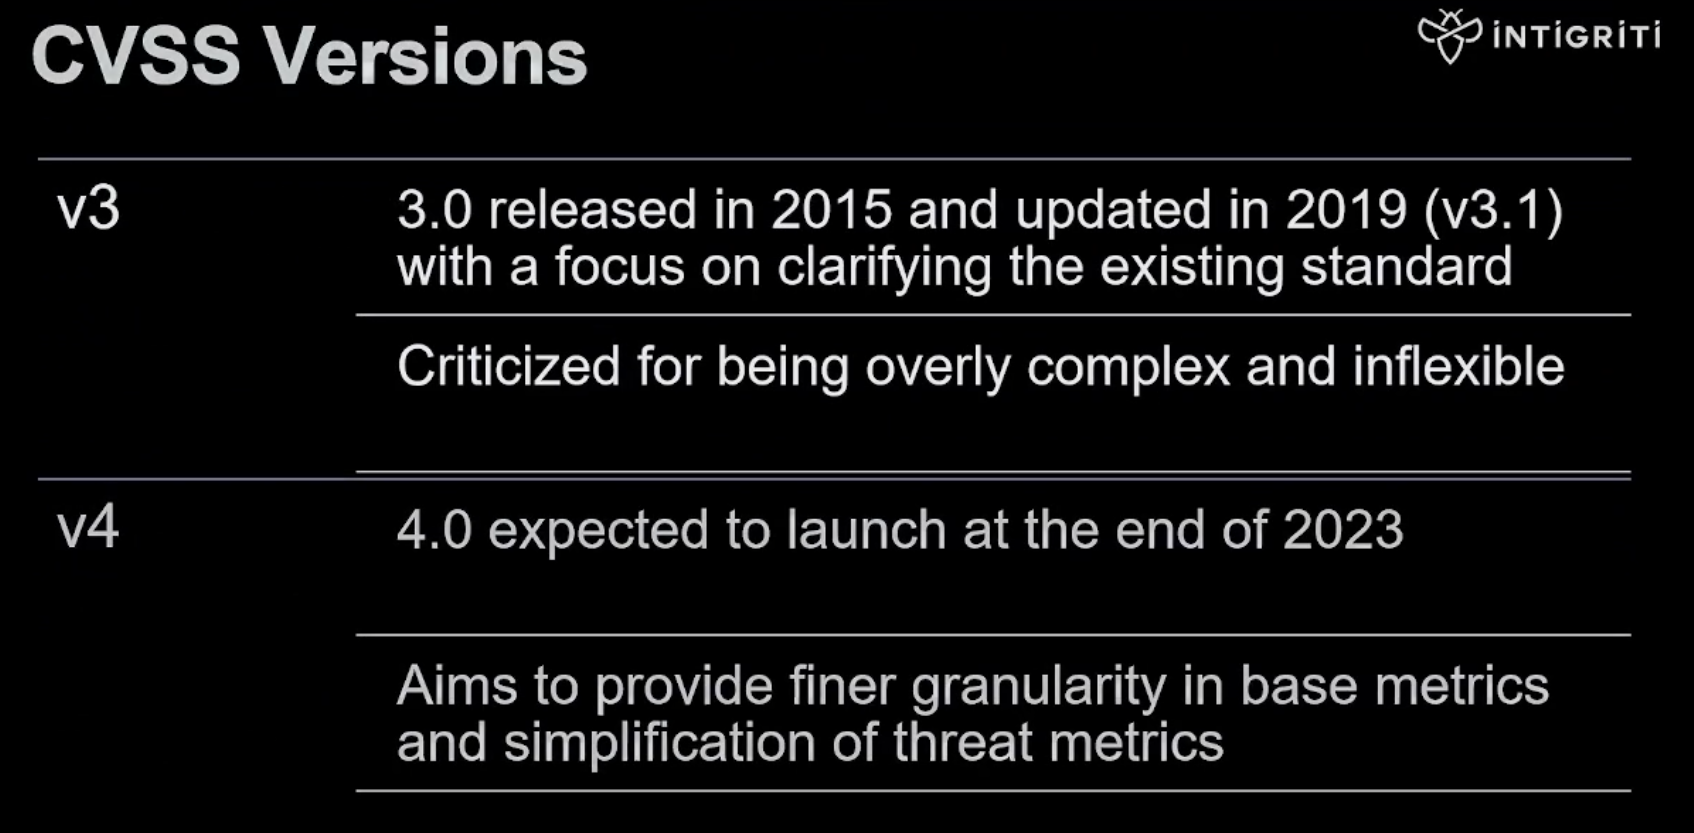 CVSS Versions
iNTiGRiTi
v3
3.0 released in 2015 and updated in 2019 (v3.1)
with a focus on clarifying the existing standard
Criticized for being overly complex and inflexible
v4
4.0 expected to launch at the end of 2023
Aims to provide finer granularity in base metrics
and simplification of threat metrics